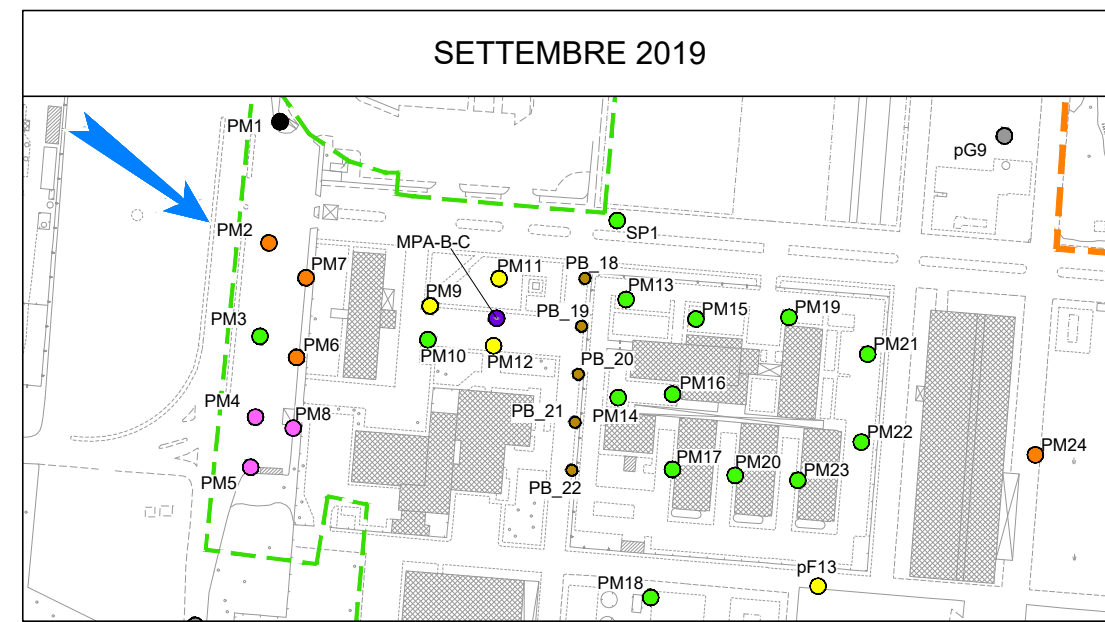 SETTEMBRE 2019
PM1
pG9
PM2
SP1
MPA-B-C
PM7
PM11
PB_18
PM13
PM9
PB_19
PM15
PM19
PM3
PM10
PM12
PM21
PM6
PB_20
PM4
PM8
PB_21
PM14
PM16
PM22
PM24
PM5
PB_22
PM17
PM20
PM23
PM18
pF13